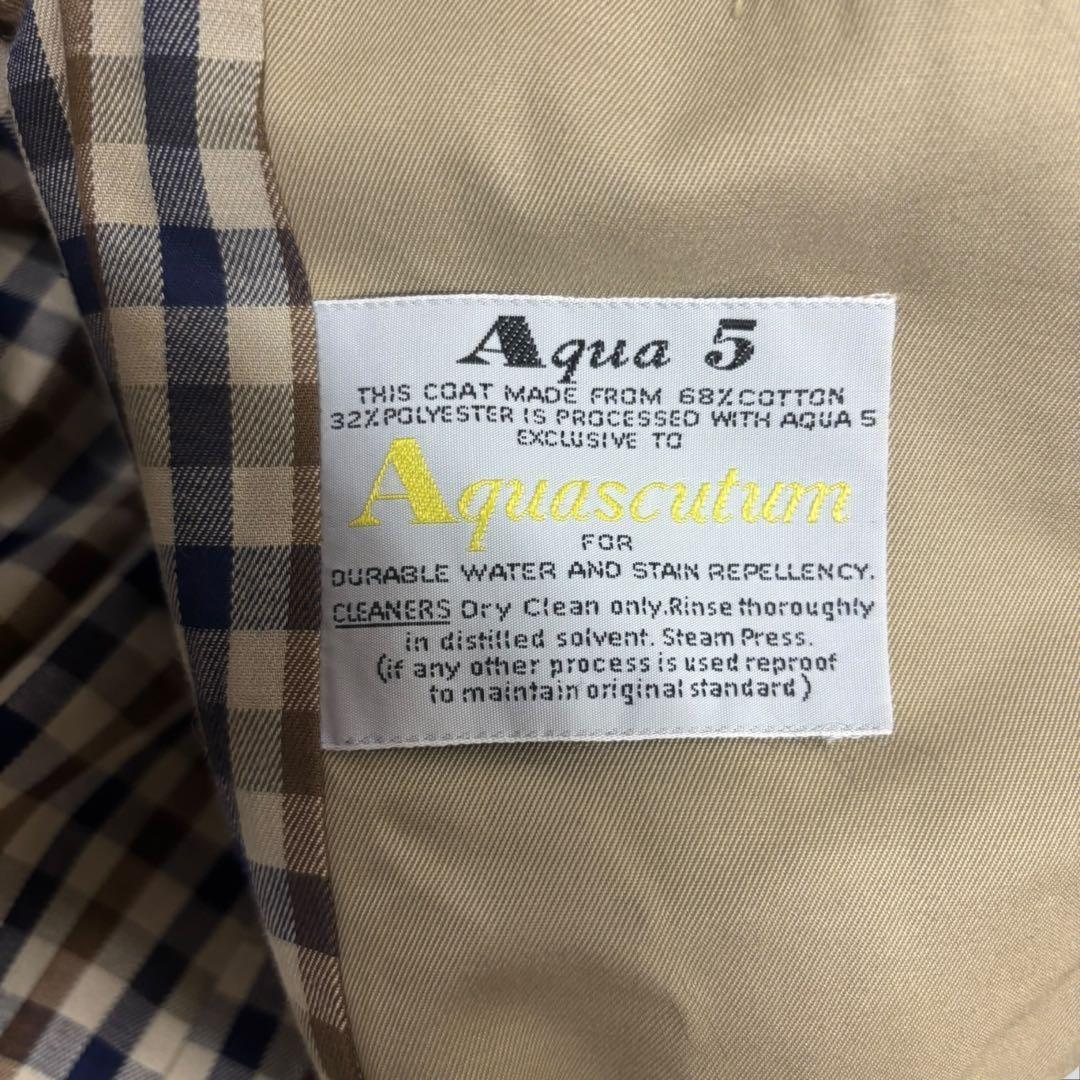 Aqua 5
THIS COAT MADE FROM 68%COTTON
32%POLYESTER IS PROCESSED WITH AQUA 5
EXCLUSIVE TO
Aquascutum
FOR
DURABLE WATER AND STAIN REPELLENCY.
CLEANERS Dry Clean only.Rinse thoroughly
in distilled solvent. Steam Press.
(if any other process is used reproof
to maintain original standard)